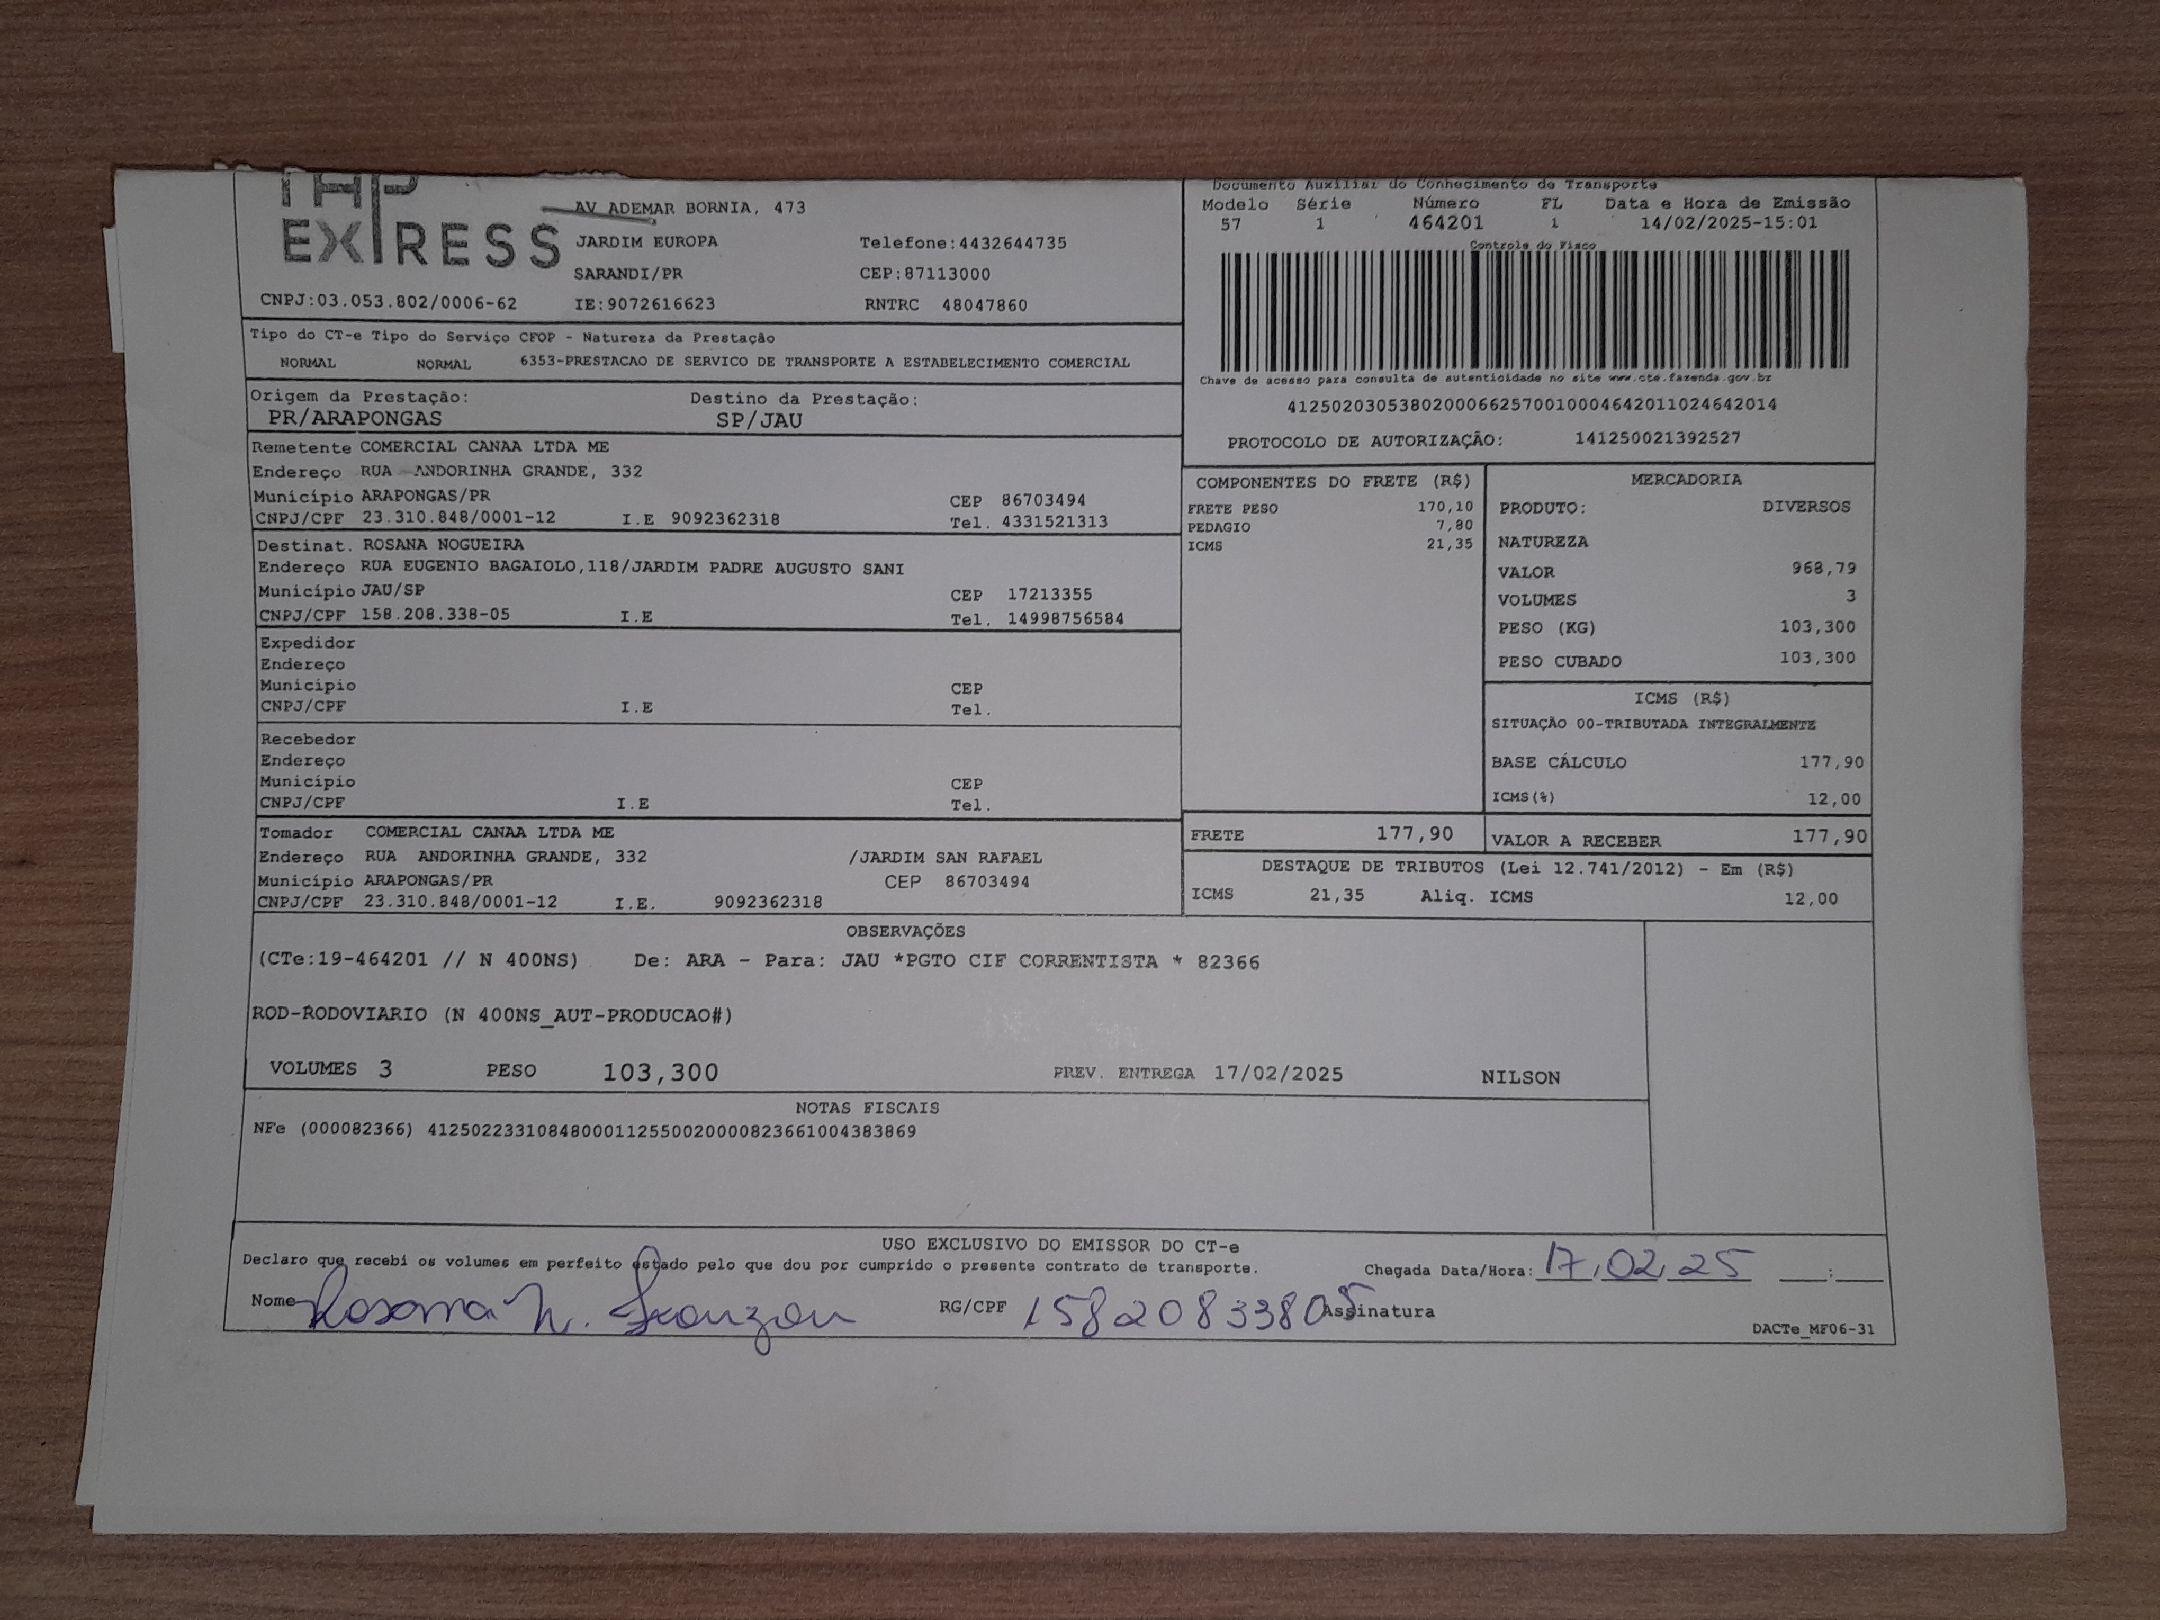 TAP
EXPRESS
AV ADEMAR BORNIA, 473
JARDIM EUROPA Telefone:4432644735
SARANDI/PR CEP:87113000
CNPJ:03.053.802/0006-62 IE:9072616623 RNTRC 48047860
Documento Auxiliar do Conhecimento de Transporte
Modelo Série Número FL Data e Hora de Emissão
57 1 464201 1 14/02/2025-15:01
Controle do Fisco
Chave de acesso para consulta de autenticidade no site www.cte.fazenda.gov.br
41250203053802000662570010004642011024642014
PROTOCOLO DE AUTORIZAÇÃO: 141250021392527
Tipo do CT-e Tipo do Serviço CFOP - Natureza da Prestação
NORMAL NORMAL 6353-PRESTACAO DE SERVICO DE TRANSPORTE A ESTABELECIMENTO COMERCIAL
Origem da Prestação: Destino da Prestação:
PR/ARAPONGAS SP/JAU
Remetente COMERCIAL CANAA LTDA ME
Endereço RUA ANDORINHA GRANDE, 332
Município ARAPONGAS/PR CEP 86703494
CNPJ/CPF 23.310.848/0001-12 I.E 9092362318 Tel. 4331521313
Destinat. ROSANA NOGUEIRA
Endereço RUA EUGENIO BAGAIOLO,118/JARDIM PADRE AUGUSTO SANI
Município JAU/SP CEP 17213355
CNPJ/CPF 158.208.338-05 I.E Tel. 14998756584
Expedidor
Endereço
Município CEP
CNPJ/CPF I.E Tel.
Recebedor
Endereço
Município CEP
CNPJ/CPF I.E Tel.
Tomador COMERCIAL CANAA LTDA ME
Endereço RUA ANDORINHA GRANDE, 332 /JARDIM SAN RAFAEL
Município ARAPONGAS/PR CEP 86703494
CNPJ/CPF 23.310.848/0001-12 I.E. 9092362318
COMPONENTES DO FRETE (R$)
FRETE PESO 170,10
PEDAGIO 7,80
ICMS 21,35
MERCADORIA
PRODUTO: DIVERSOS
NATUREZA
VALOR 968,79
VOLUMES 3
PESO (KG) 103,300
PESO CUBADO 103,300
ICMS (R$)
SITUAÇÃO 00-TRIBUTADA INTEGRALMENTE
BASE CÁLCULO 177,90
ICMS(%) 12,00
FRETE 177,90 VALOR A RECEBER 177,90
DESTAQUE DE TRIBUTOS (Lei 12.741/2012) - Em (R$)
ICMS 21,35 Aliq. ICMS 12,00
OBSERVAÇÕES
(CTe:19-464201 // N 400NS) De: ARA - Para: JAU *PGTO CIF CORRENTISTA * 82366
ROD-RODOVIARIO (N 400NS_AUT-PRODUCAO#)
VOLUMES 3 PESO 103,300 PREV. ENTREGA 17/02/2025 NILSON
NOTAS FISCAIS
NFe (000082366) 41250223310848000112550020000823661004383869
USO EXCLUSIVO DO EMISSOR DO CT-e
Declaro que recebi os volumes em perfeito estado pelo que dou por cumprido o presente contrato de transporte. Chegada Data/Hora: 17,02,25 :
Nome Rosana N. RG/CPF 15820833805 Assinatura
DACTe_MF06-31